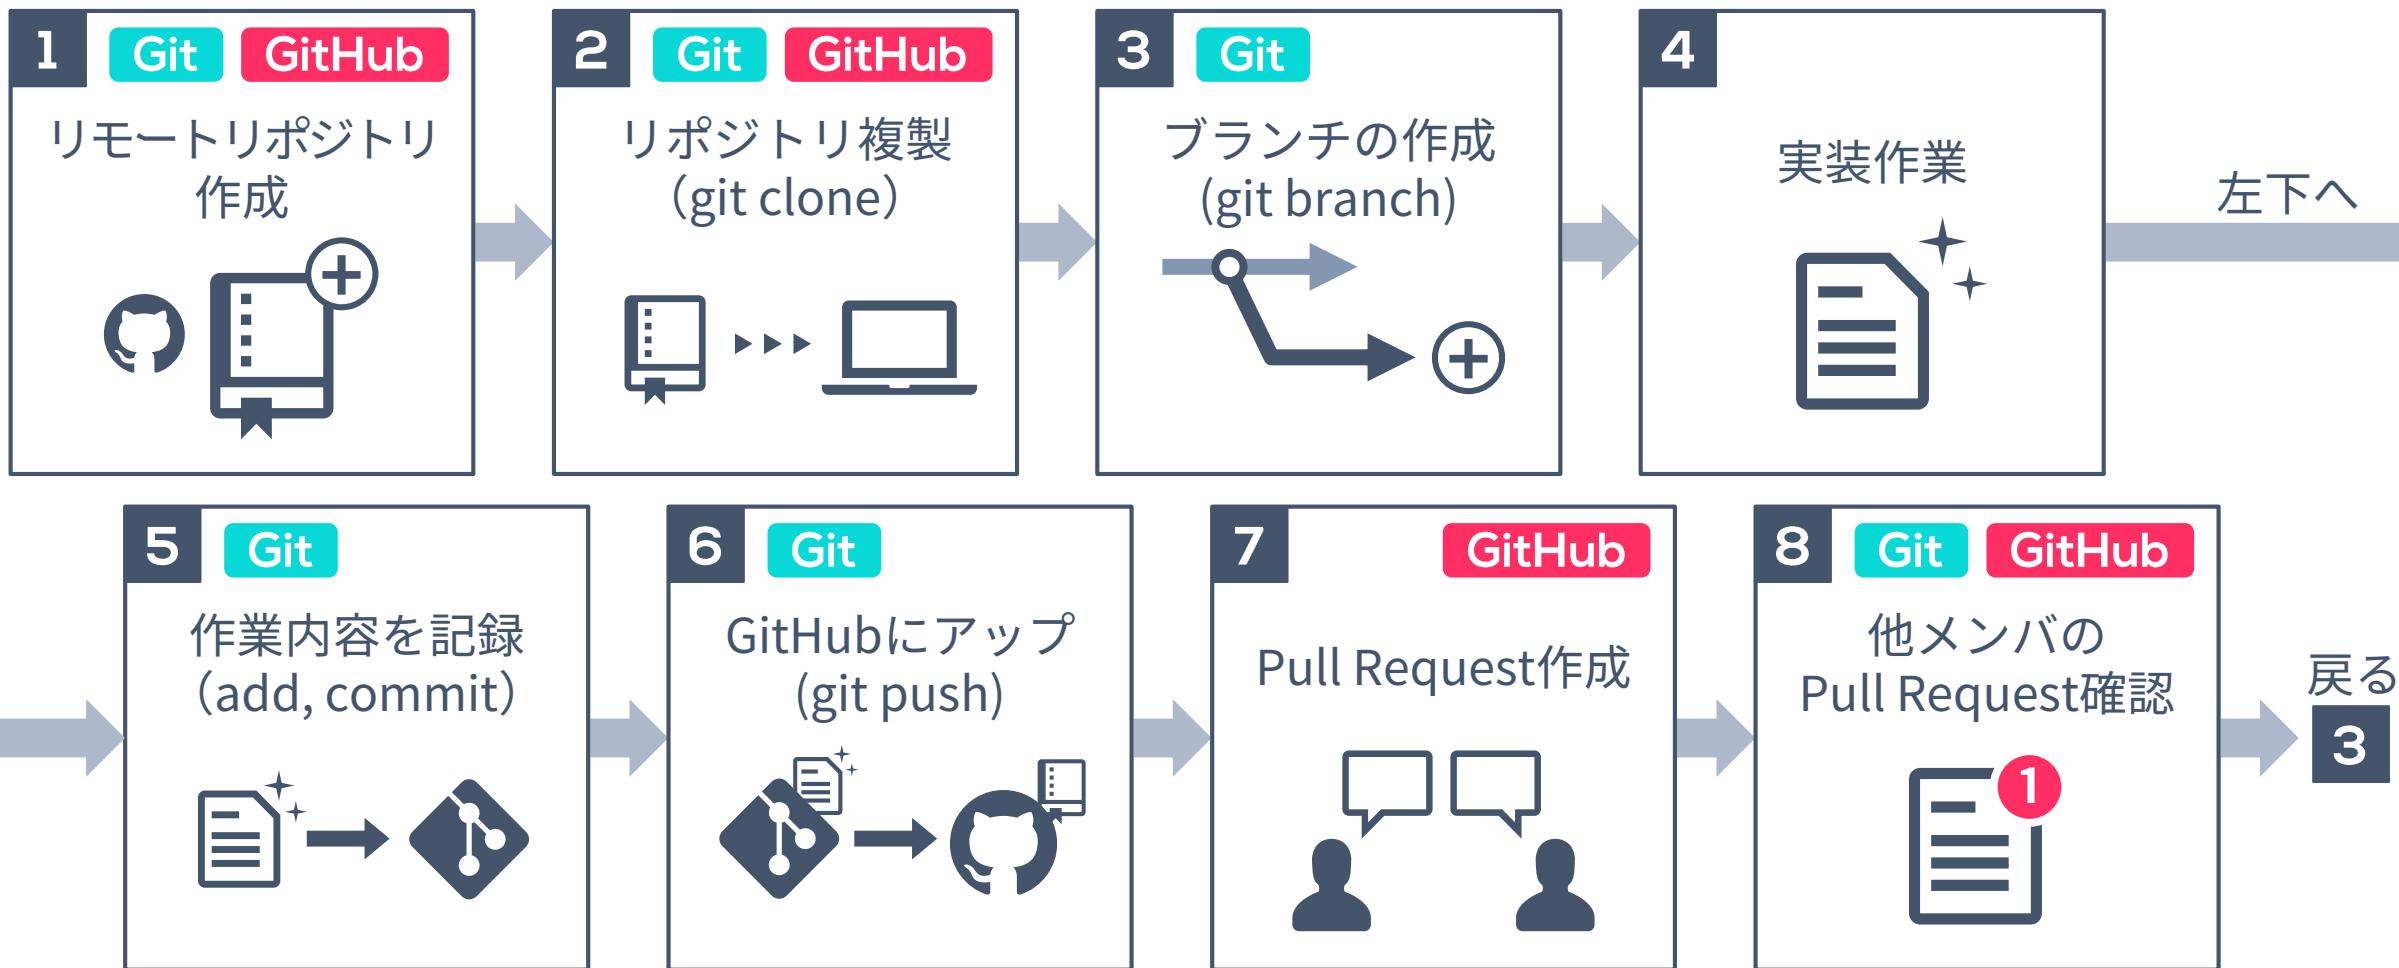 1 Git GitHub
リモートリポジトリ
作成
2 Git GitHub
リポジトリ複製
（git clone）
3 Git
ブランチの作成
(git branch)
4
実装作業
左下へ
5 Git
作業内容を記録
（add, commit）
6 Git
GitHubにアップ
(git push)
7 GitHub
Pull Request作成
8 Git GitHub
他メンバの
Pull Request確認
1
戻る
3